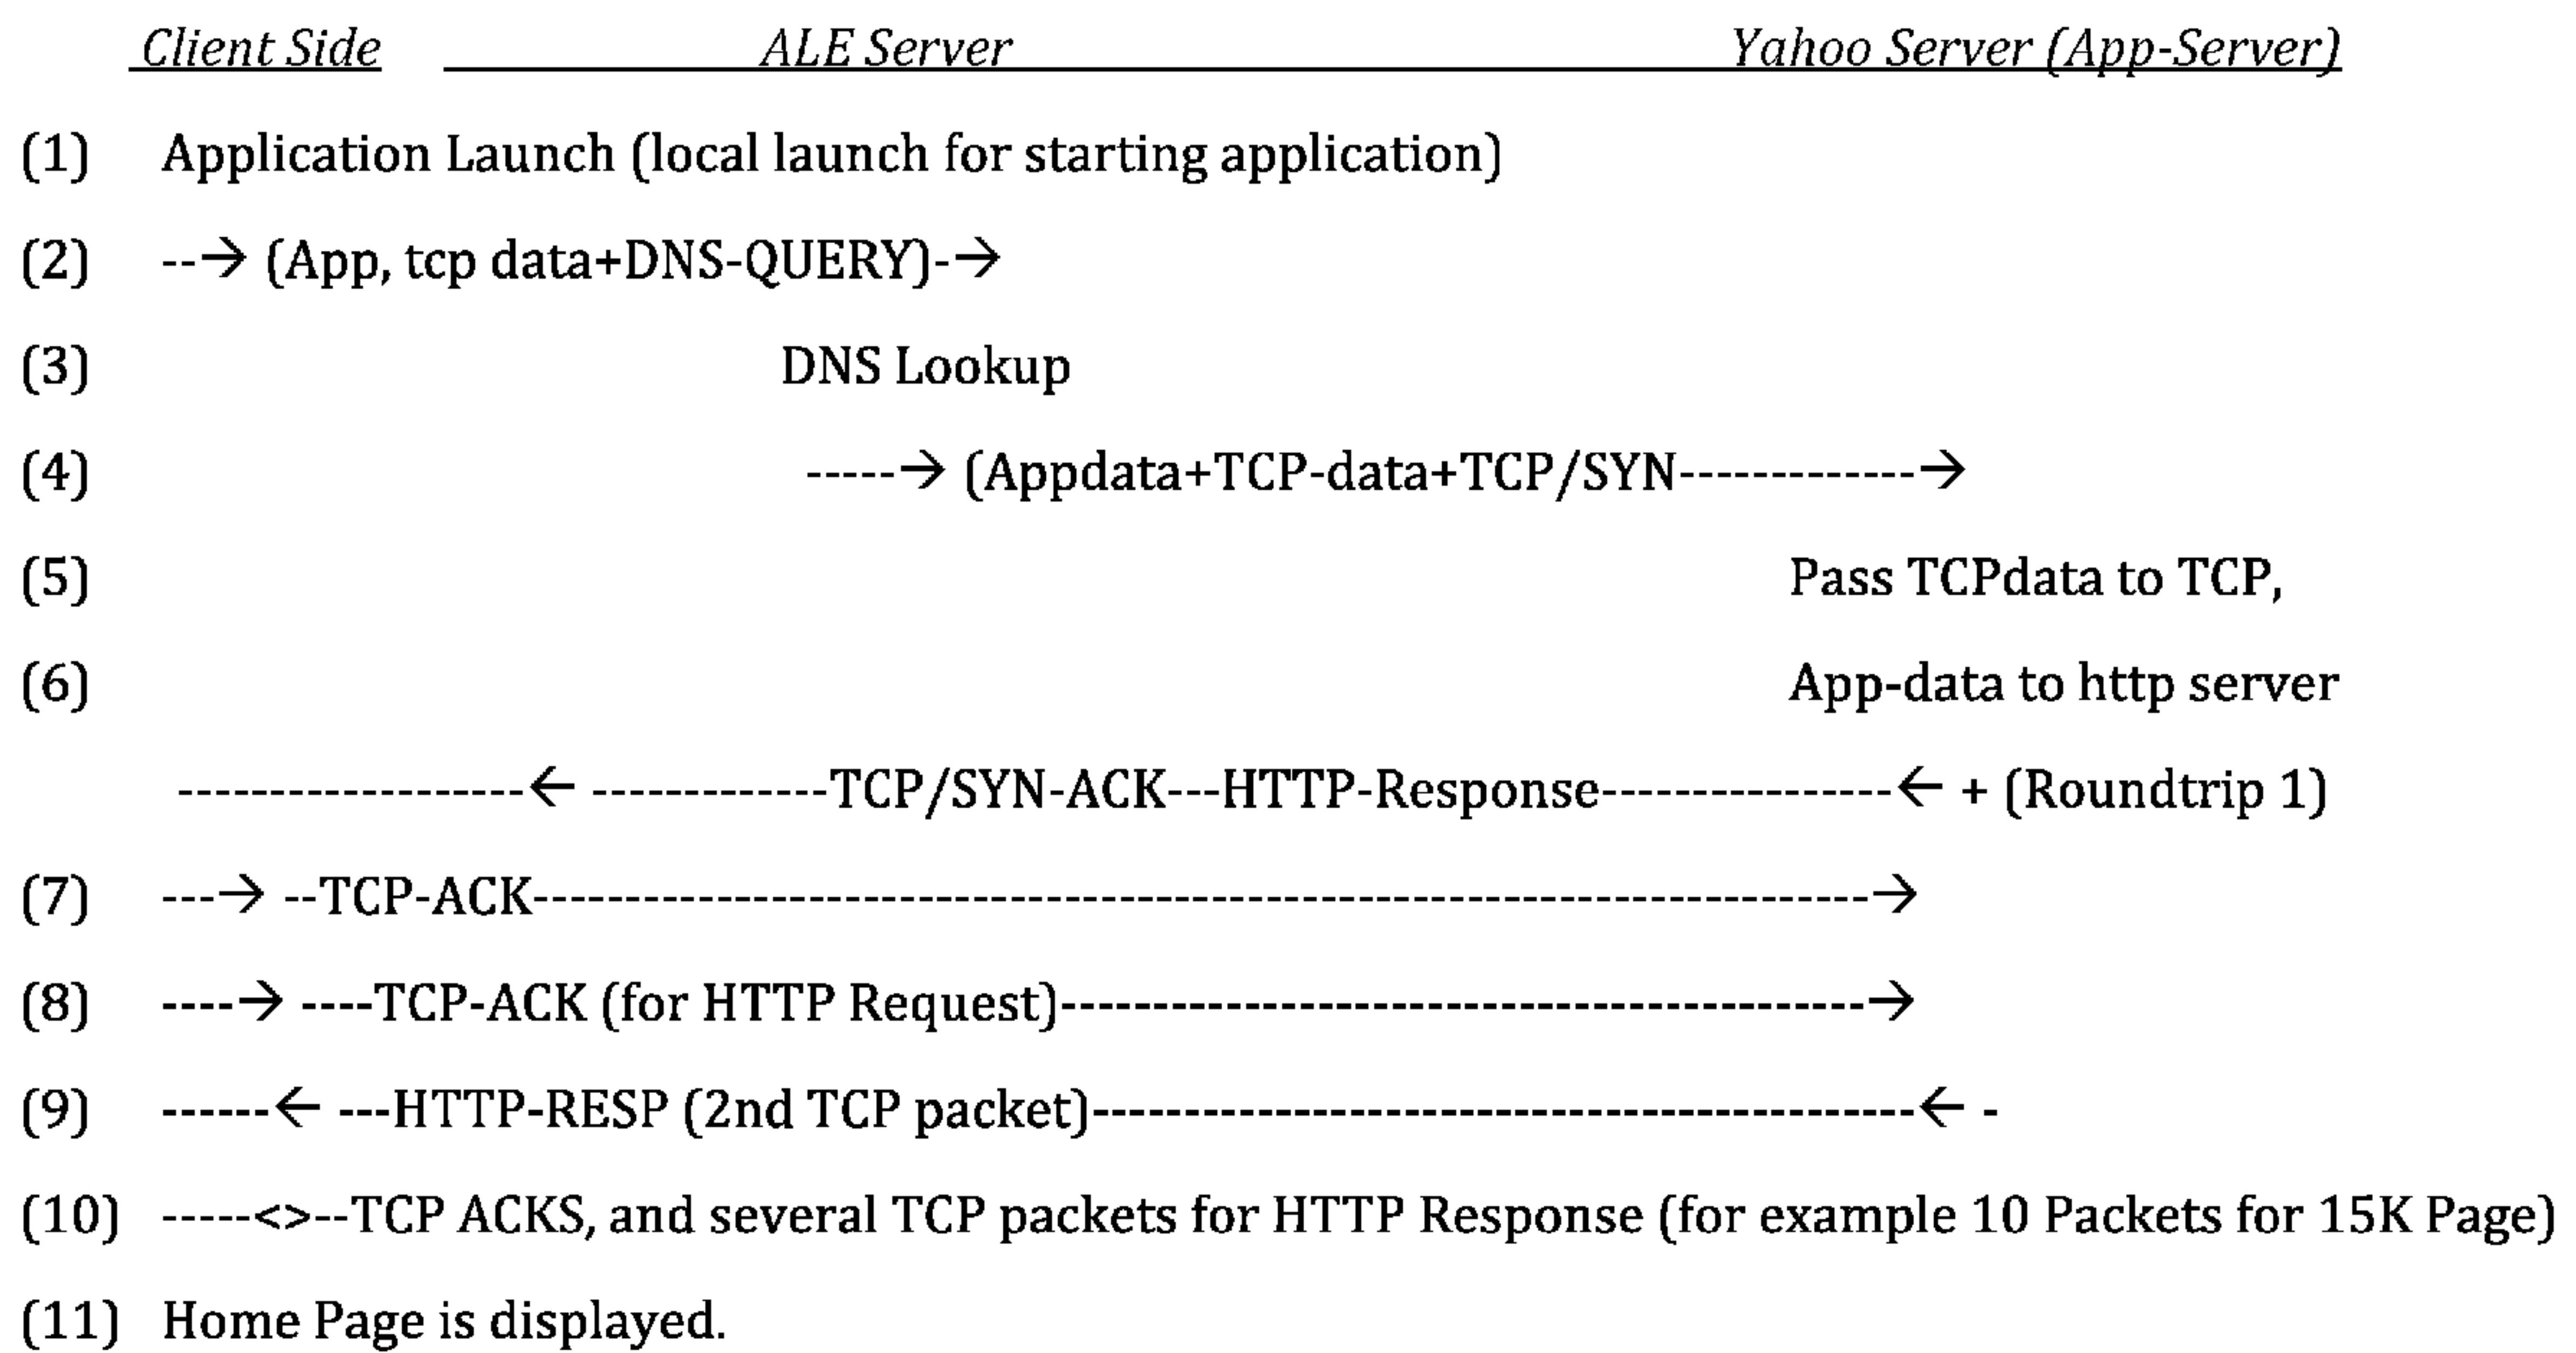 Client Side ALE Server Yahoo Server (App-Server)
(1) Application Launch (local launch for starting application)
(2) --→ (App, tcp data+DNS-QUERY)-→
(3) DNS Lookup
(4) -----→ (Appdata+TCP-data+TCP/SYN-------------→
(5) Pass TCPdata to TCP,
(6) App-data to http server
-------------------← -------------TCP/SYN-ACK---HTTP-Response----------------← + (Roundtrip 1)
(7) ---→ --TCP-ACK-------------------------------------------------------------------------→
(8) ----→ ----TCP-ACK (for HTTP Request)--------------------------------------------→
(9) ------← ---HTTP-RESP (2nd TCP packet)---------------------------------------------← -
(10) -----<>--TCP ACKS, and several TCP packets for HTTP Response (for example 10 Packets for 15K Page)
(11) Home Page is displayed.